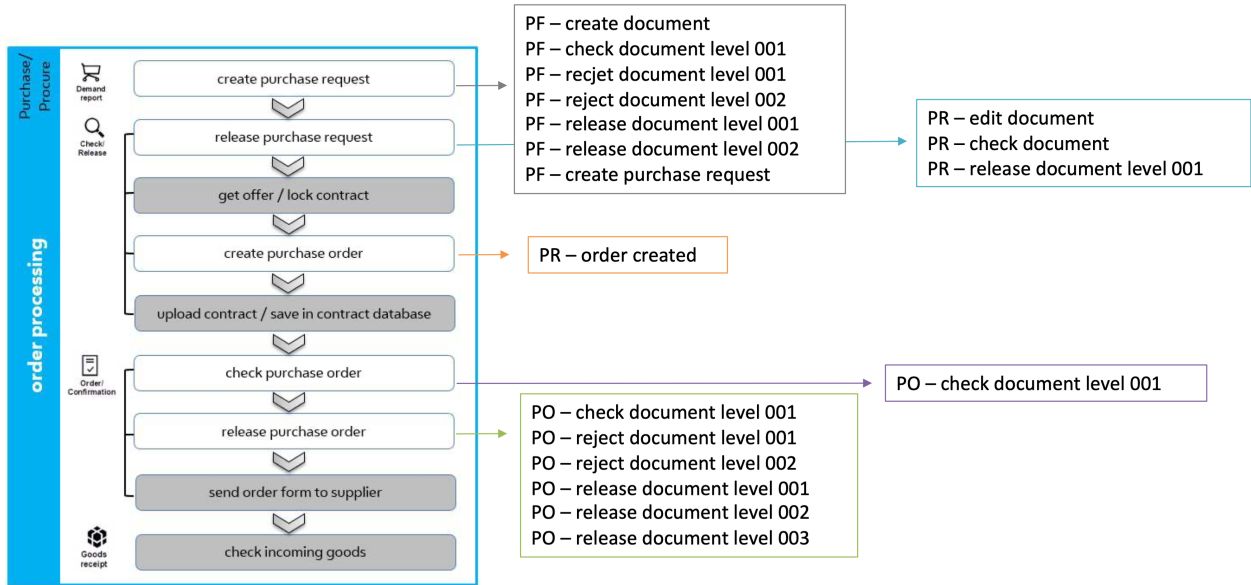 Purchase/
Procure
order processing
Demand
report
create purchase request
Check/
Release
release purchase request
get offer / lock contract
create purchase order
upload contract / save in contract database
Order/
Confirmation
check purchase order
release purchase order
send order form to supplier
Goods
receipt
check incoming goods
PF – create document
PF – check document level 001
PF – recjet document level 001
PF – reject document level 002
PF – release document level 001
PF – release document level 002
PF – create purchase request
PR – edit document
PR – check document
PR – release document level 001
PR – order created
PO – check document level 001
PO – check document level 001
PO – reject document level 001
PO – reject document level 002
PO – release document level 001
PO – release document level 002
PO – release document level 003